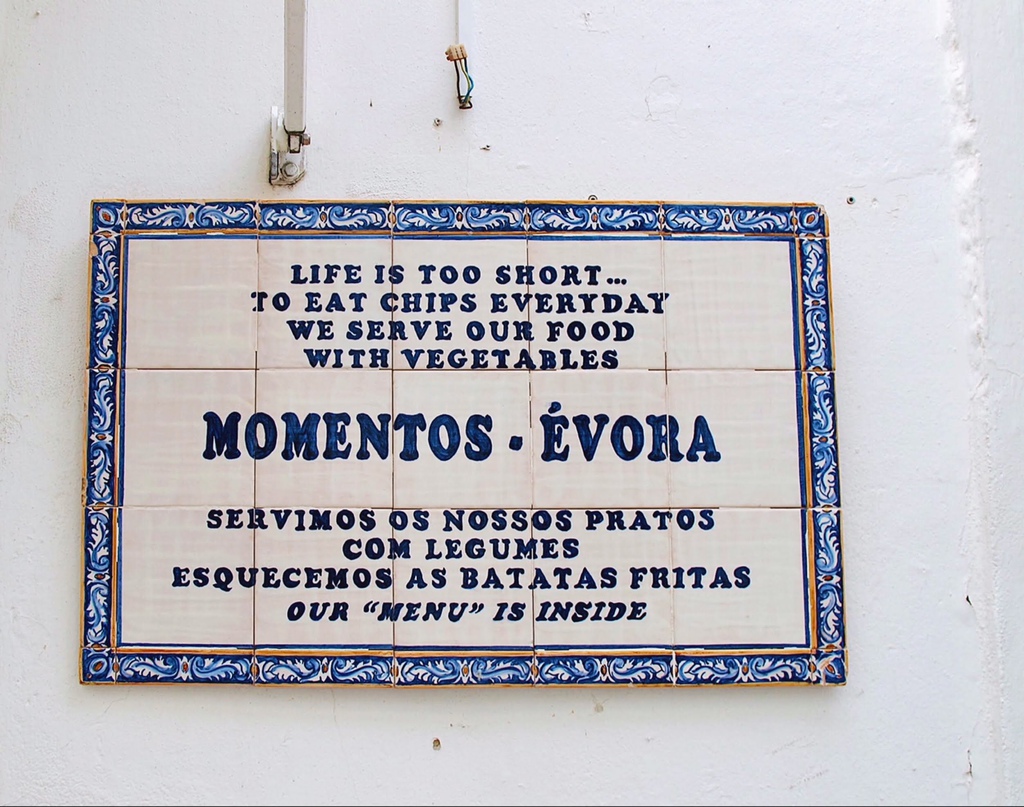 LIFE IS TOO SHORT...
TO EAT CHIPS EVERYDAY
WE SERVE OUR FOOD
WITH VEGETABLES
MOMENTOS - ÉVORA
SERVIMOS OS NOSSOS PRATOS
COM LEGUMES
ESQUECEMOS AS BATATAS FRITAS
OUR "MENU" IS INSIDE